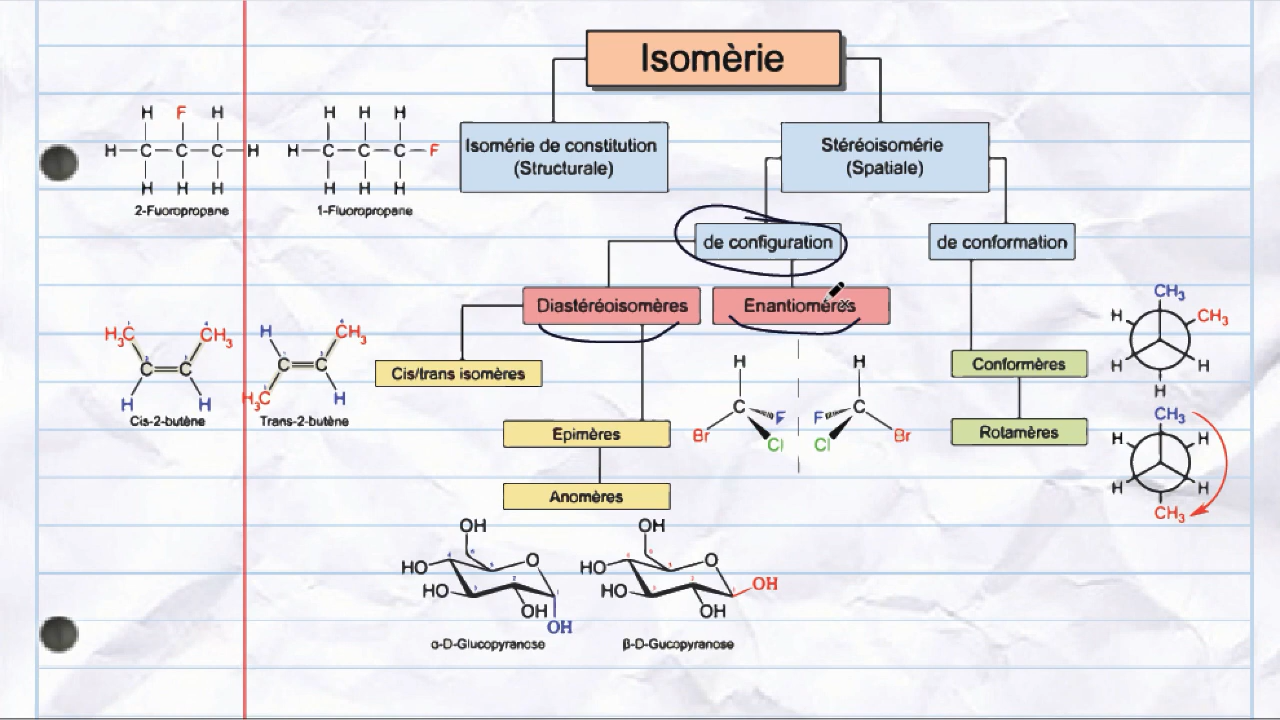 Isomèrie
Isomérie de constitution
(Structurale)
Stéréoisomérie
(Spatiale)
H F H
H C C C H
H H H
2-Fuoropropane
H H H
H C C C F
H H H
1-Fluoropropane
de configuration
de conformation
Diastéréoisomères
Enantiomères
Cis/trans isomères
Epimères
Anomères
Conformères
Rotamères
H₃C CH₃
C C
H H
Cis-2-butène
H CH₃
C C
H₃C H
Trans-2-butène
H
C F
Br Cl
H
F C
Cl Br
CH₃
H CH₃
H H
H
CH₃
H H
H H
CH₃
OH
HO O
HO
OH
OH
α-D-Glucopyranose
OH
HO O
HO OH
OH
β-D-Gucopyranose